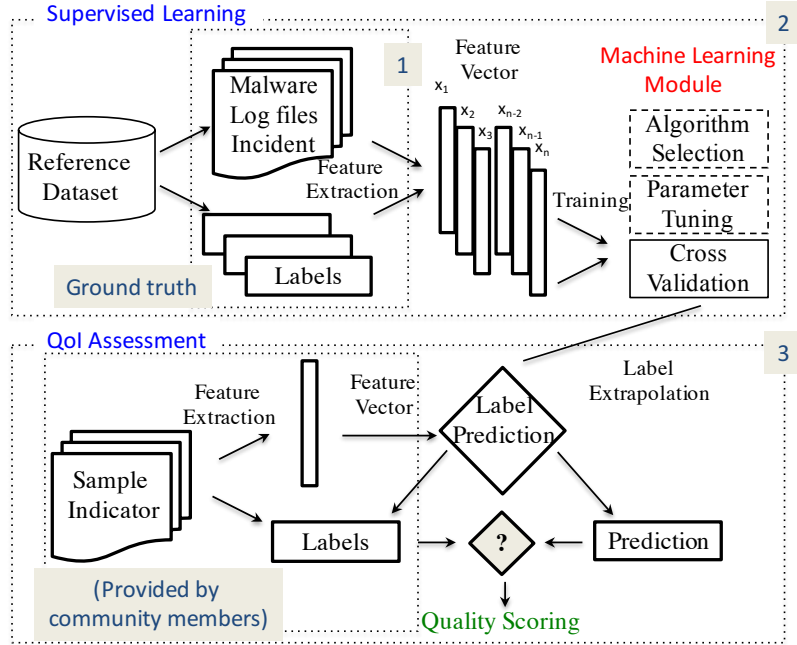 Supervised Learning
2
1
Malware
Log files
Incident
Reference
Dataset
Feature
Extraction
Labels
Ground truth
Feature
Vector
x1
x2
x3
xn-2
xn-1
xn
Training
Machine Learning
Module
Algorithm
Selection
Parameter
Tuning
Cross
Validation
QoI Assessment
3
Feature
Extraction
Feature
Vector
Label
Prediction
Label
Extrapolation
Sample
Indicator
Labels
?
Prediction
(Provided by
community members)
Quality Scoring